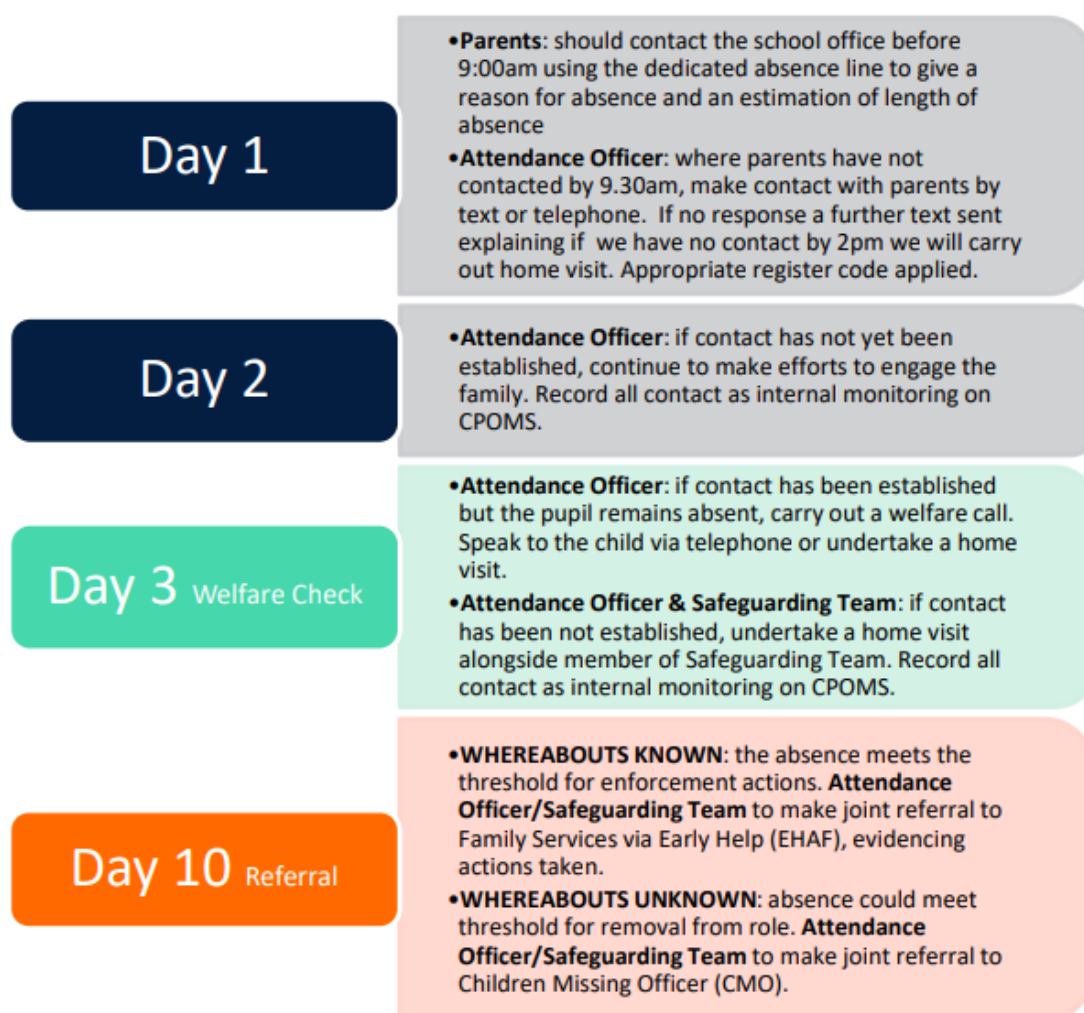 Day 1
•Parents: should contact the school office before
9:00am using the dedicated absence line to give a
reason for absence and an estimation of length of
absence
•Attendance Officer: where parents have not
contacted by 9.30am, make contact with parents by
text or telephone.  If no response a further text sent
explaining if  we have no contact by 2pm we will carry
out home visit. Appropriate register code applied.
Day 2
•Attendance Officer: if contact has not yet been
established, continue to make efforts to engage the
family. Record all contact as internal monitoring on
CPOMS.
Day 3 Welfare Check
•Attendance Officer: if contact has been established
but the pupil remains absent, carry out a welfare call.
Speak to the child via telephone or undertake a home
visit.
•Attendance Officer & Safeguarding Team: if contact
has been not established, undertake a home visit
alongside member of Safeguarding Team. Record all
contact as internal monitoring on CPOMS.
Day 10 Referral
•WHEREABOUTS KNOWN: the absence meets the
threshold for enforcement actions. Attendance
Officer/Safeguarding Team to make joint referral to
Family Services via Early Help (EHAF), evidencing
actions taken.
•WHEREABOUTS UNKNOWN: absence could meet
threshold for removal from role. Attendance
Officer/Safeguarding Team to make joint referral to
Children Missing Officer (CMO).